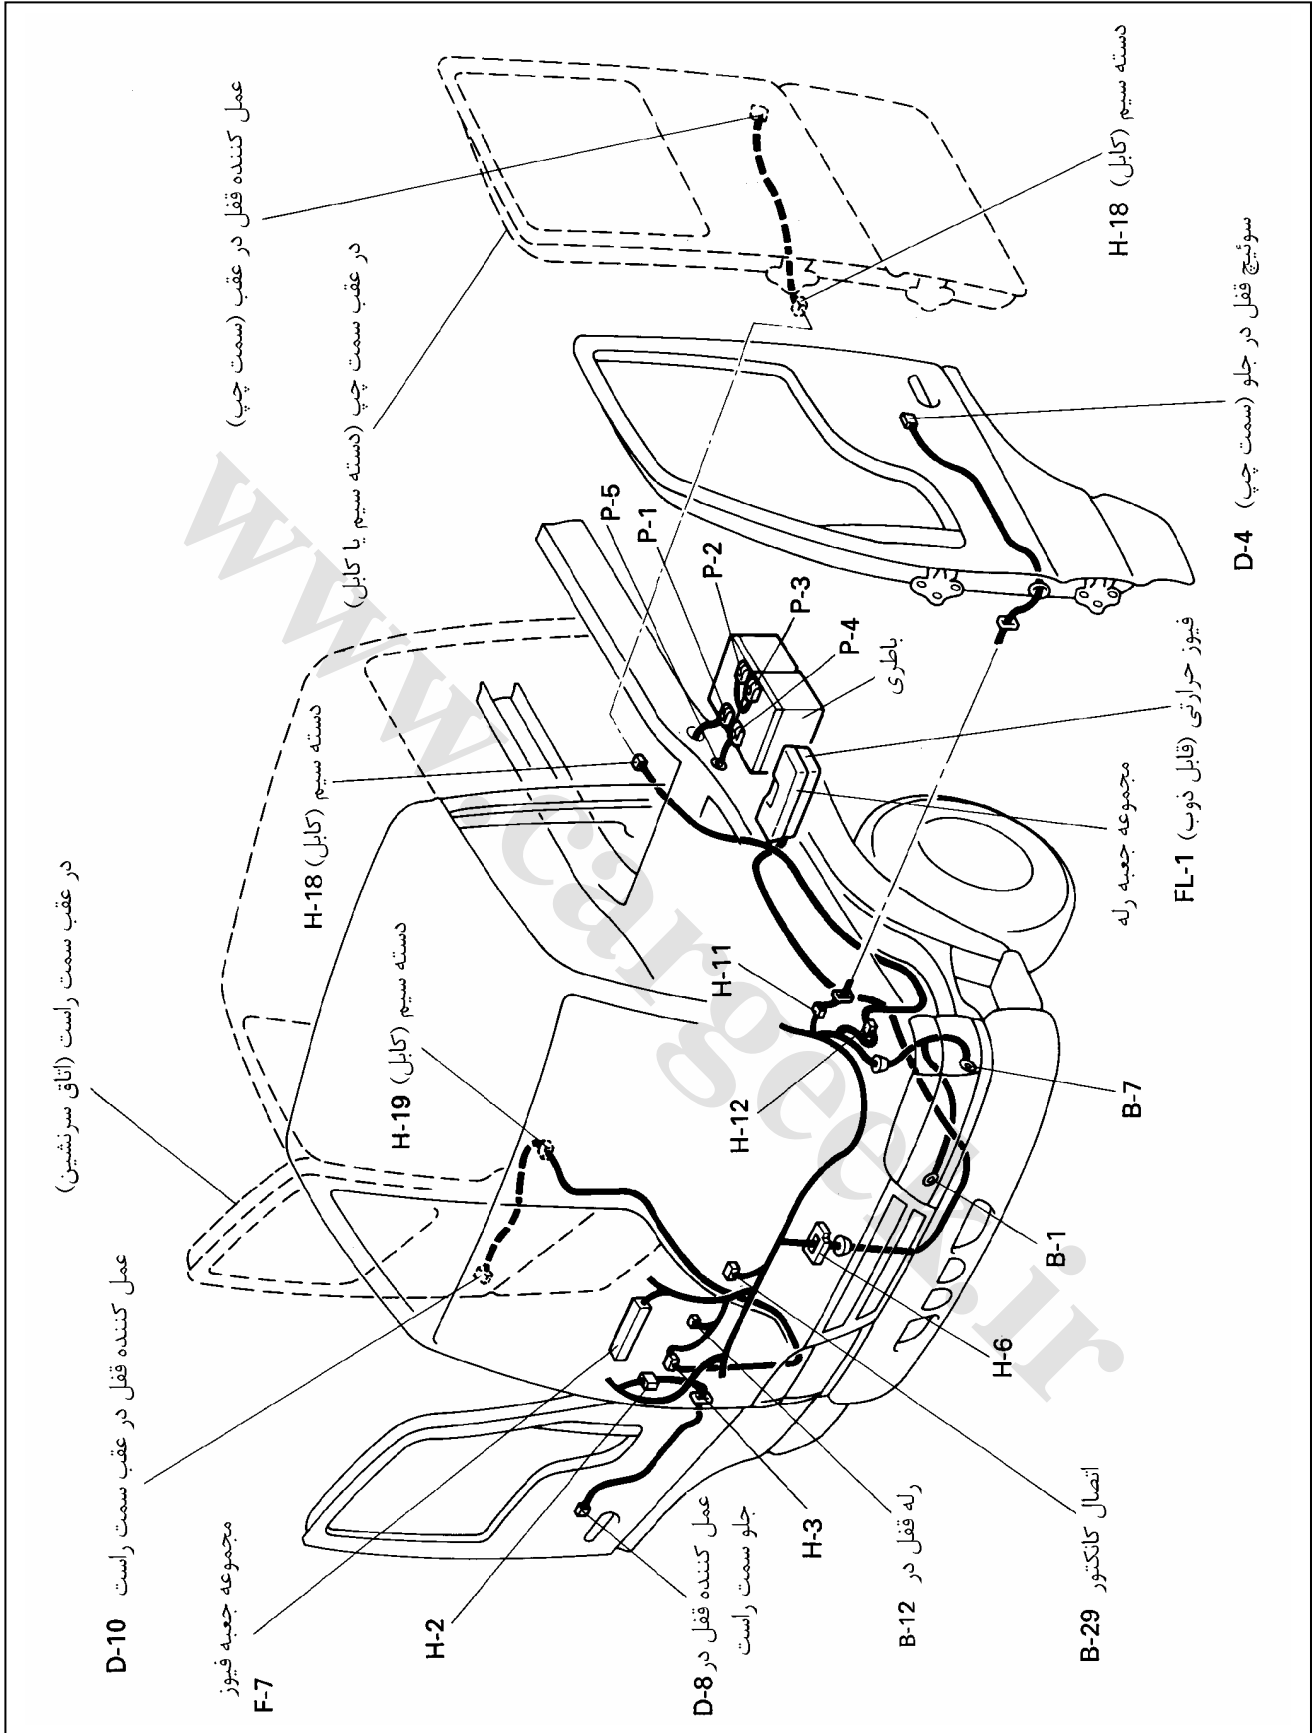 در عقب سمت راست (اتاق سرنشین)
عمل کننده قفل در عقب سمت راست D-10
مجموعه جعبه فیوز
F-7
عمل کننده قفل در عقب (سمت چپ)
در عقب سمت چپ (دسته سیم یا کابل)
دسته سیم (کابل) H-18
دسته سیم (کابل) H-19
H-2
P-5
P-1
P-2
P-3
P-4
باطری
H-11
H-12
عمل کننده قفل در D-8
جلو سمت راست
H-3
رله قفل در B-12
H-6
B-1
اتصال کانکتور B-29
B-7
دسته سیم (کابل) H-18
مجموعه جعبه رله
فیوز حرارتی (قابل ذوب) FL-1
سوئیچ قفل در جلو (سمت چپ) D-4
www.cargeek.ir